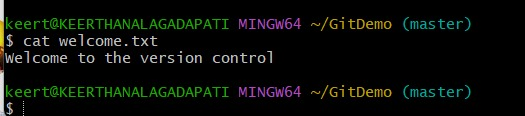 keert@KEERTHANALAGADAPATI MINGW64 ~/GitDemo (master)
$ cat welcome.txt
Welcome to the version control
keert@KEERTHANALAGADAPATI MINGW64 ~/GitDemo (master)
$